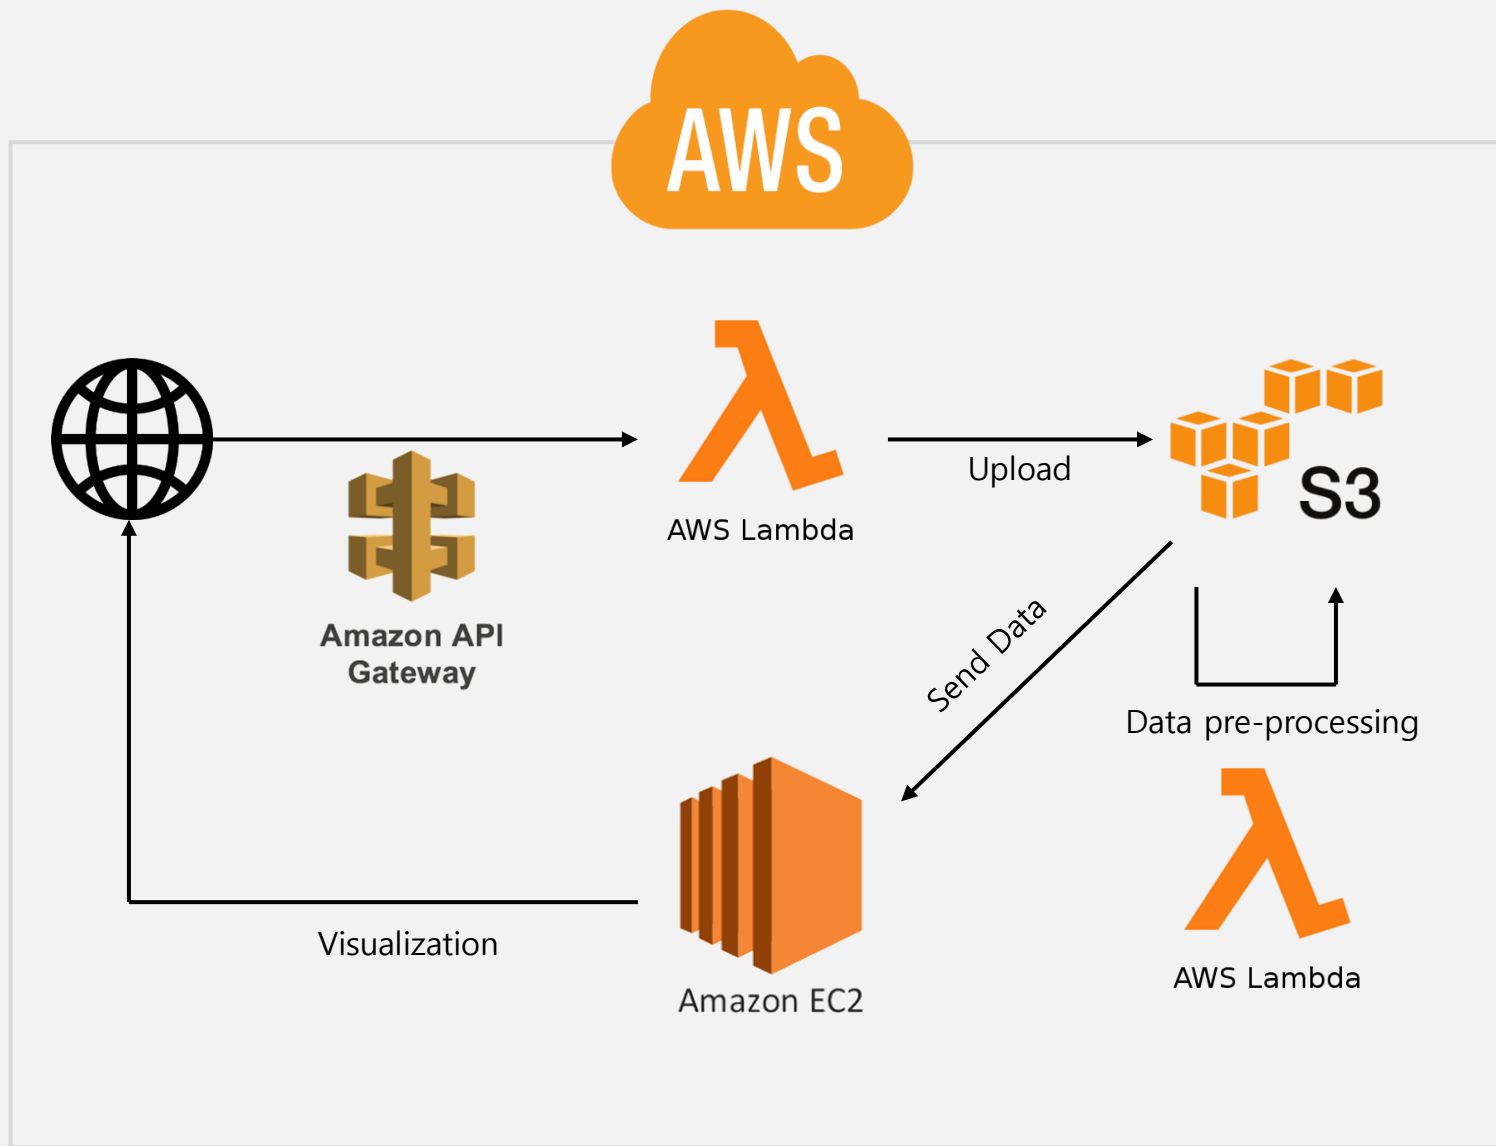 AWS
AWS Lambda
Upload
S3
Amazon API
Gateway
Send Data
Data pre-processing
Visualization
Amazon EC2
AWS Lambda